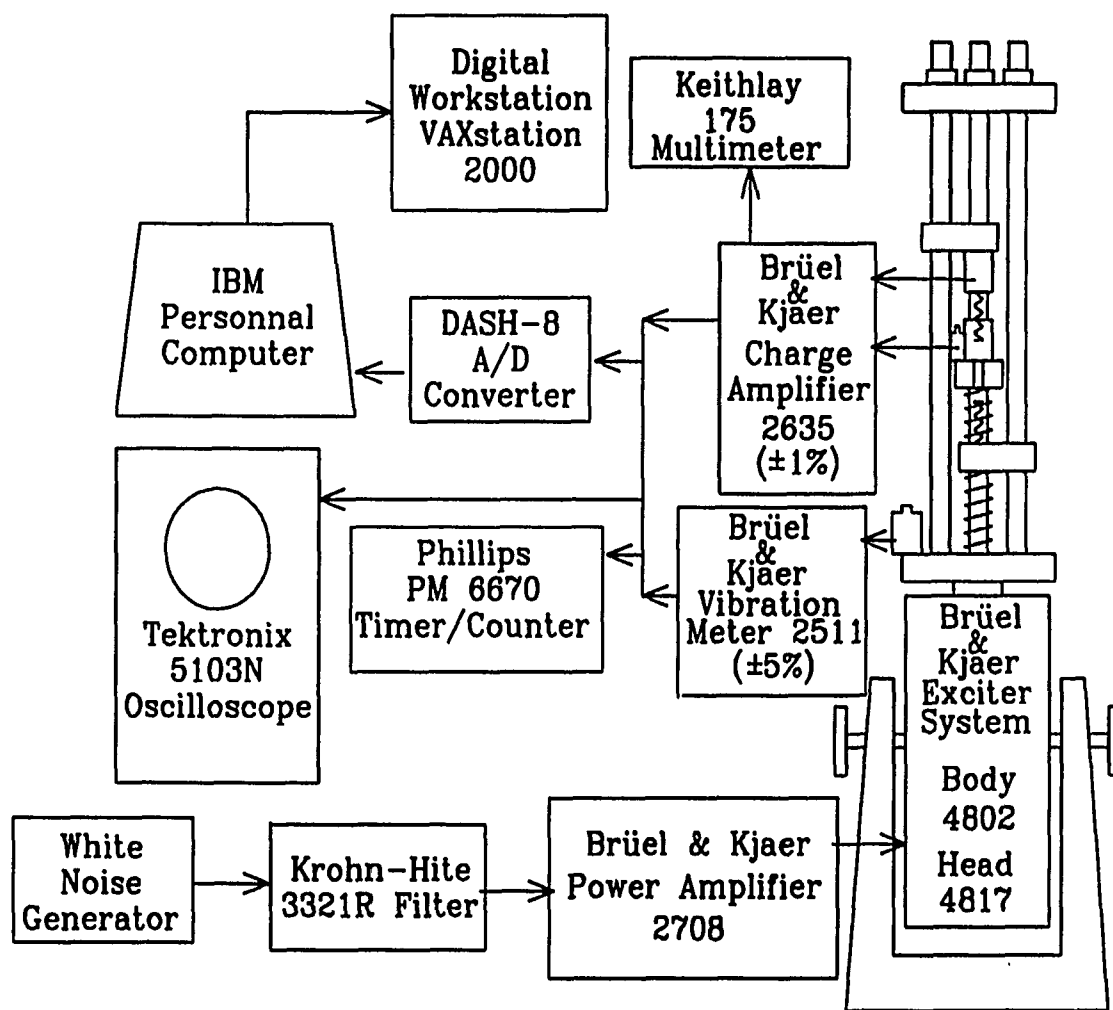 Digital
Workstation
VAXstation
2000
Keithlay
175
Multimeter
IBM
Personnal
Computer
DASH-8
A/D
Converter
Brüel
&
Kjaer
Charge
Amplifier
2635
(±1%)
Tektronix
5103N
Oscilloscope
Phillips
PM 6670
Timer/Counter
Brüel
&
Kjaer
Vibration
Meter 2511
(±5%)
Brüel
&
Kjaer
Exciter
System
Body
4802
Head
4817
White
Noise
Generator
Krohn-Hite
3321R Filter
Brüel & Kjaer
Power Amplifier
2708